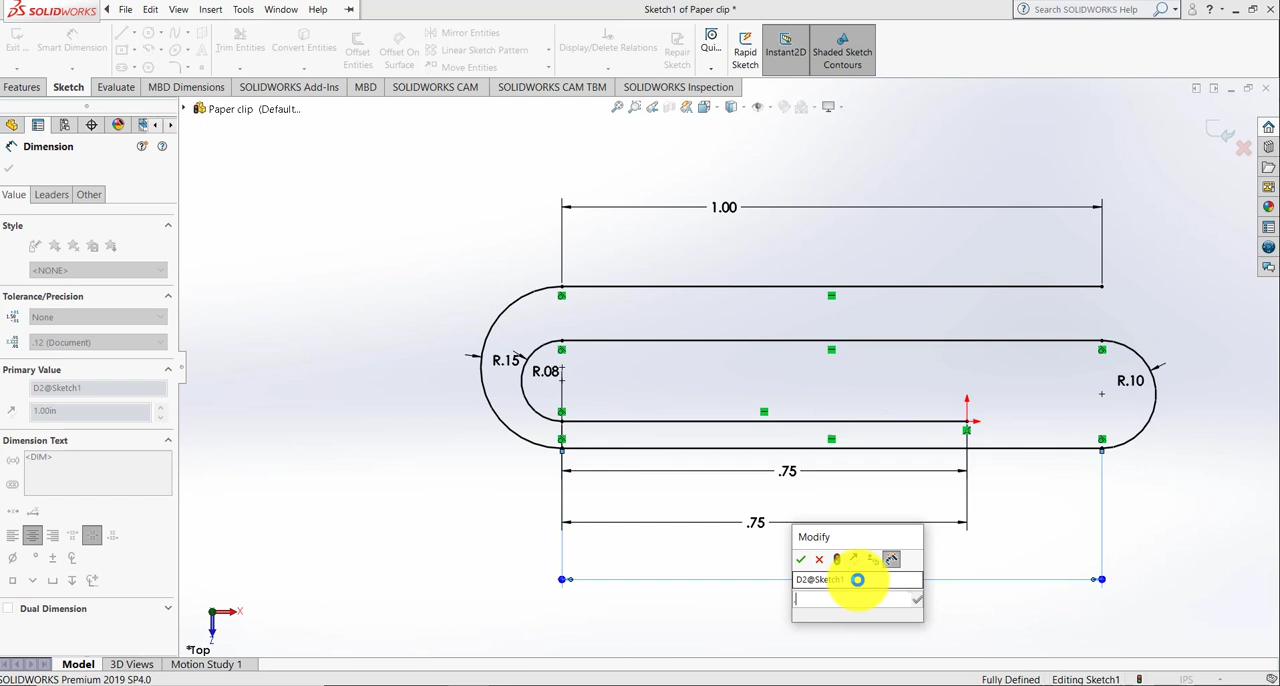 SOLIDWORKS
File Edit View Insert Tools Window Help
Sketch1 of Paper clip *
Search SOLIDWORKS Help
Exit ...
Smart Dimension
Trim Entities
Convert Entities
Offset Entities
Offset On Surface
Mirror Entities
Linear Sketch Pattern
Move Entities
Display/Delete Relations
Repair Sketch
Qui...
Rapid Sketch
Instant2D
Shaded Sketch Contours
Features Sketch Evaluate MBD Dimensions SOLIDWORKS Add-Ins MBD SOLIDWORKS CAM SOLIDWORKS CAM TBM SOLIDWORKS Inspection
Paper clip (Default...
Dimension
Value Leaders Other
Style
<NONE>
Tolerance/Precision
None
.12 (Document)
Primary Value
D2@Sketch1
1.00in
Dimension Text
<DIM>
Dual Dimension
1.00
R.15
R.08
R.10
.75
.75
Modify
D2@Sketch1
X
Z
*Top
Model 3D Views Motion Study 1
SOLIDWORKS Premium 2019 SP4.0
Fully Defined Editing Sketch1 IPS